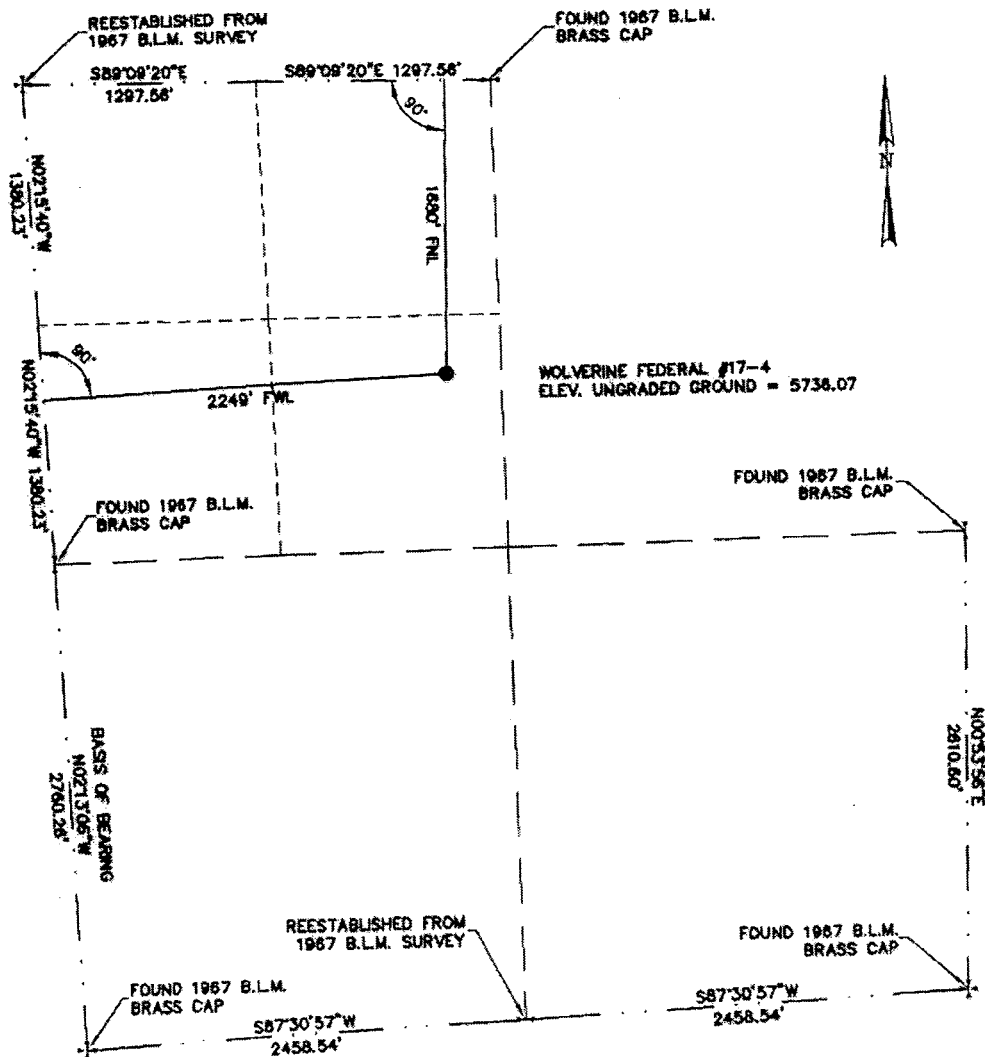 REESTABLISHED FROM
1967 B.L.M. SURVEY
FOUND 1967 B.L.M.
BRASS CAP
S89°09'20"E
1297.56'
S89°09'20"E 1297.56'
90°
N
N02°15'40"W
1380.23'
1680' FNL
90°
2249' FWL
WOLVERINE FEDERAL #17-4
ELEV. UNGRADED GROUND = 5736.07
N02°15'40"W 1380.23'
FOUND 1967 B.L.M.
BRASS CAP
FOUND 1967 B.L.M.
BRASS CAP
BASIS OF BEARING
N02°13'06"W
2760.26'
N00°53'56"E
2610.60'
REESTABLISHED FROM
1967 B.L.M. SURVEY
FOUND 1967 B.L.M.
BRASS CAP
FOUND 1967 B.L.M.
BRASS CAP
S87°30'57"W
2458.54'
S87°30'57"W
2458.54'